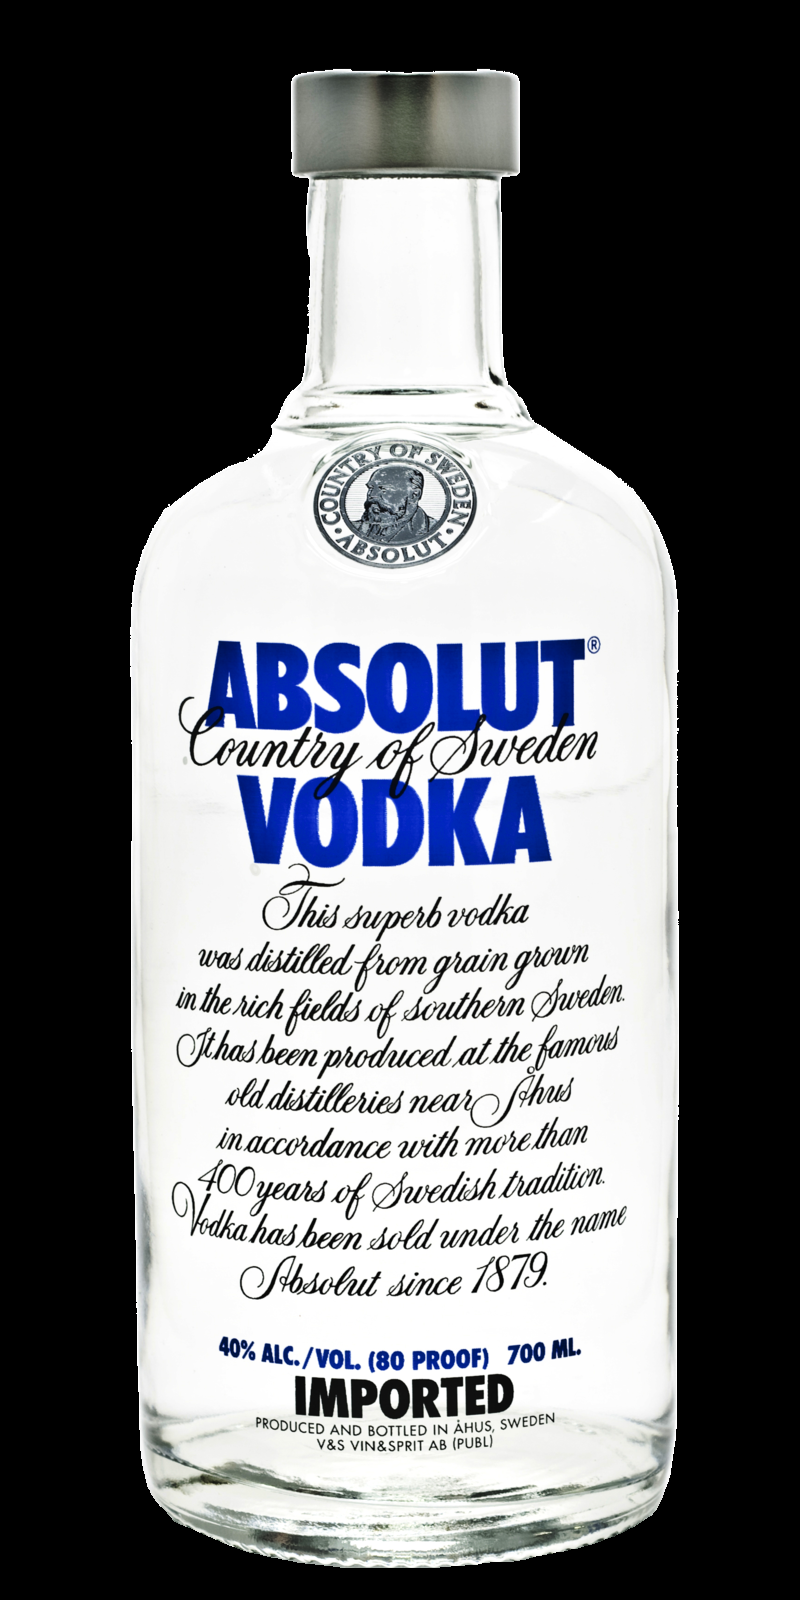 COUNTRY OF SWEDEN
· ABSOLUT ·
ABSOLUT®
Country of Sweden
VODKA
This superb vodka
was distilled from grain grown
in the rich fields of southern Sweden.
It has been produced at the famous
old distilleries near Åhus
in accordance with more than
400 years of Swedish tradition.
Vodka has been sold under the name
Absolut since 1879.
40% ALC./VOL. (80 PROOF) 700 ML.
IMPORTED
PRODUCED AND BOTTLED IN ÅHUS, SWEDEN
V&S VIN&SPRIT AB (PUBL)